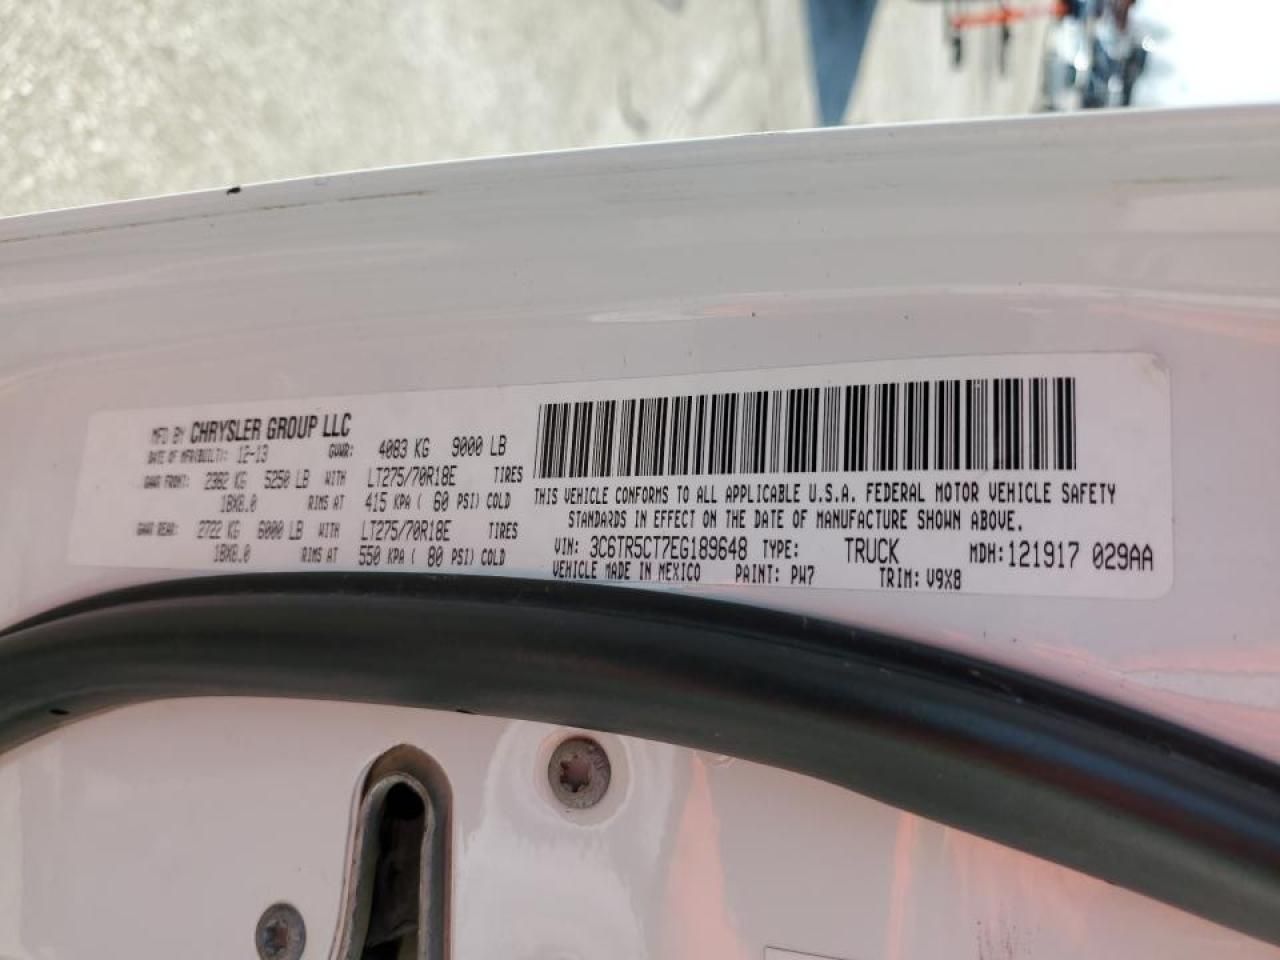 MFD BY CHRYSLER GROUP LLC
DATE OF MFR(BUILT): 12-13 GVWR: 4083 KG 9000 LB
GAWR FRONT: 2382 KG 5250 LB WITH LT275/70R18E TIRES
18X8.0 RIMS AT 415 KPA ( 60 PSI) COLD
GAWR REAR: 2722 KG 6000 LB WITH LT275/70R18E TIRES
18X8.0 RIMS AT 550 KPA ( 80 PSI) COLD
THIS VEHICLE CONFORMS TO ALL APPLICABLE U.S.A. FEDERAL MOTOR VEHICLE SAFETY
STANDARDS IN EFFECT ON THE DATE OF MANUFACTURE SHOWN ABOVE.
VIN: 3C6TR5CT7EG189648 TYPE: TRUCK MDH:121917 029AA
VEHICLE MADE IN MEXICO PAINT: PW7 TRIM: V9X8